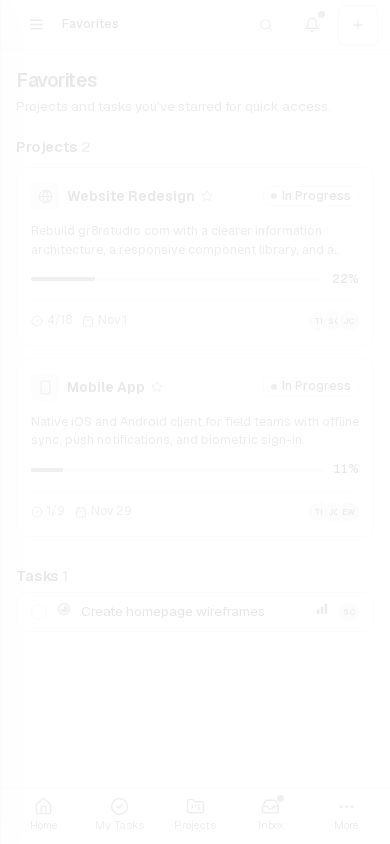 Favorites
Favorites
Projects and tasks you've starred for quick access.
Projects 2
Website Redesign
In Progress
Rebuild gr8rstudio.com with a clearer information
architecture, a responsive component library, and a...
22%
4/18 Nov 1
Mobile App
In Progress
Native iOS and Android client for field teams with offline
sync, push notifications, and biometric sign-in.
11%
1/9 Nov 29
EW
Tasks 1
Create homepage wireframes
Home My Tasks Projects Inbox More